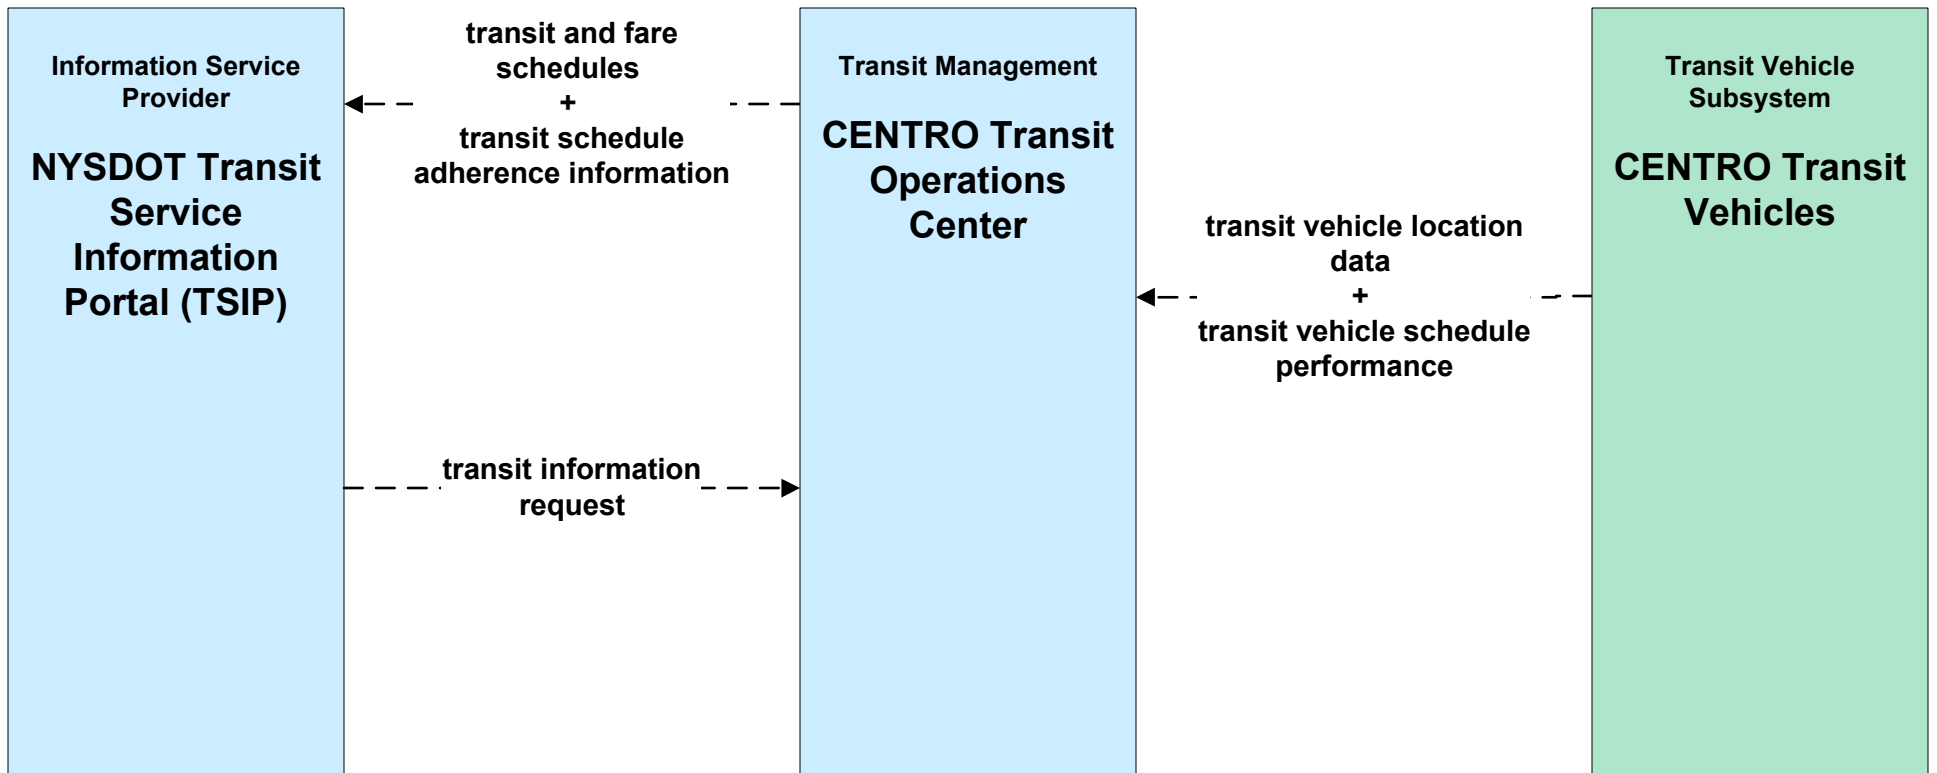 Information Service
Provider
NYSDOT Transit
Service
Information
Portal (TSIP)
transit and fare
schedules
+
transit schedule
adherence information
transit information
request
Transit Management
CENTRO Transit
Operations
Center
transit vehicle location
data
+
transit vehicle schedule
performance
Transit Vehicle
Subsystem
CENTRO Transit
Vehicles